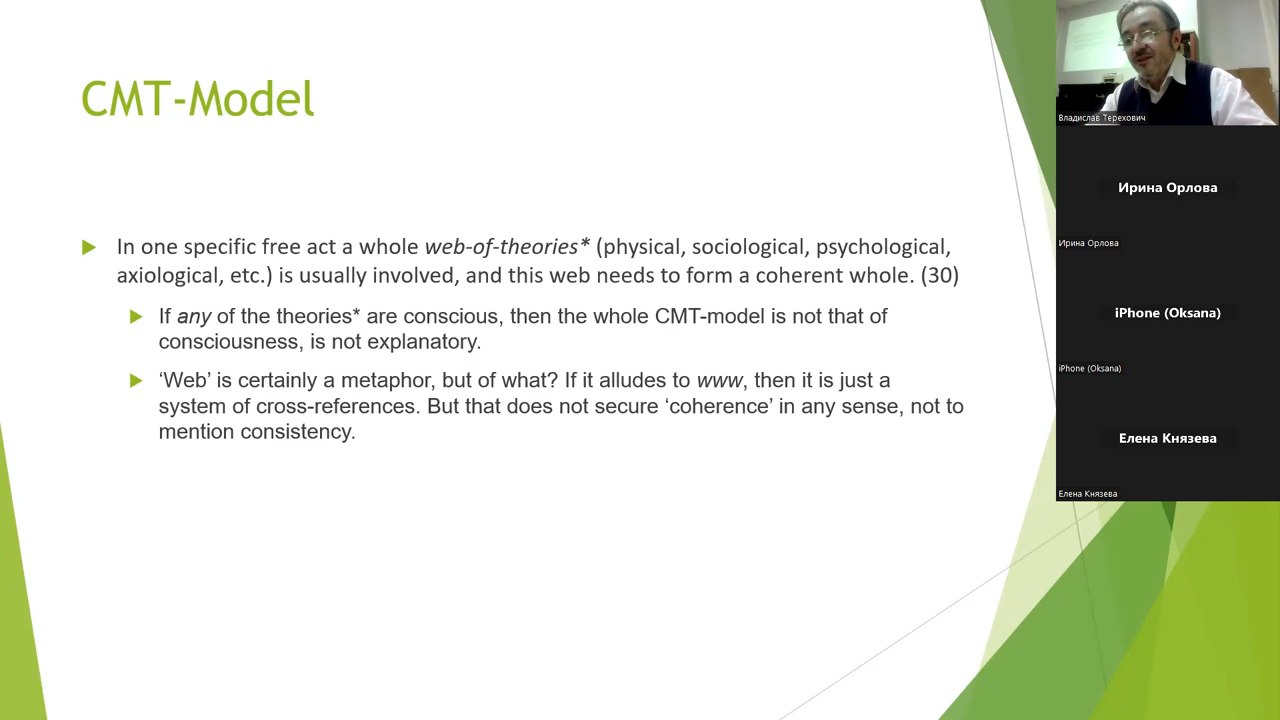 CMT-Model
In one specific free act a whole web-of-theories* (physical, sociological, psychological,
axiological, etc.) is usually involved, and this web needs to form a coherent whole. (30)
If any of the theories* are conscious, then the whole CMT-model is not that of
consciousness, is not explanatory.
‘Web’ is certainly a metaphor, but of what? If it alludes to www, then it is just a
system of cross-references. But that does not secure ‘coherence’ in any sense, not to
mention consistency.
Владислав Терехович
Ирина Орлова
Ирина Орлова
iPhone (Oksana)
iPhone (Oksana)
Елена Князева
Елена Князева